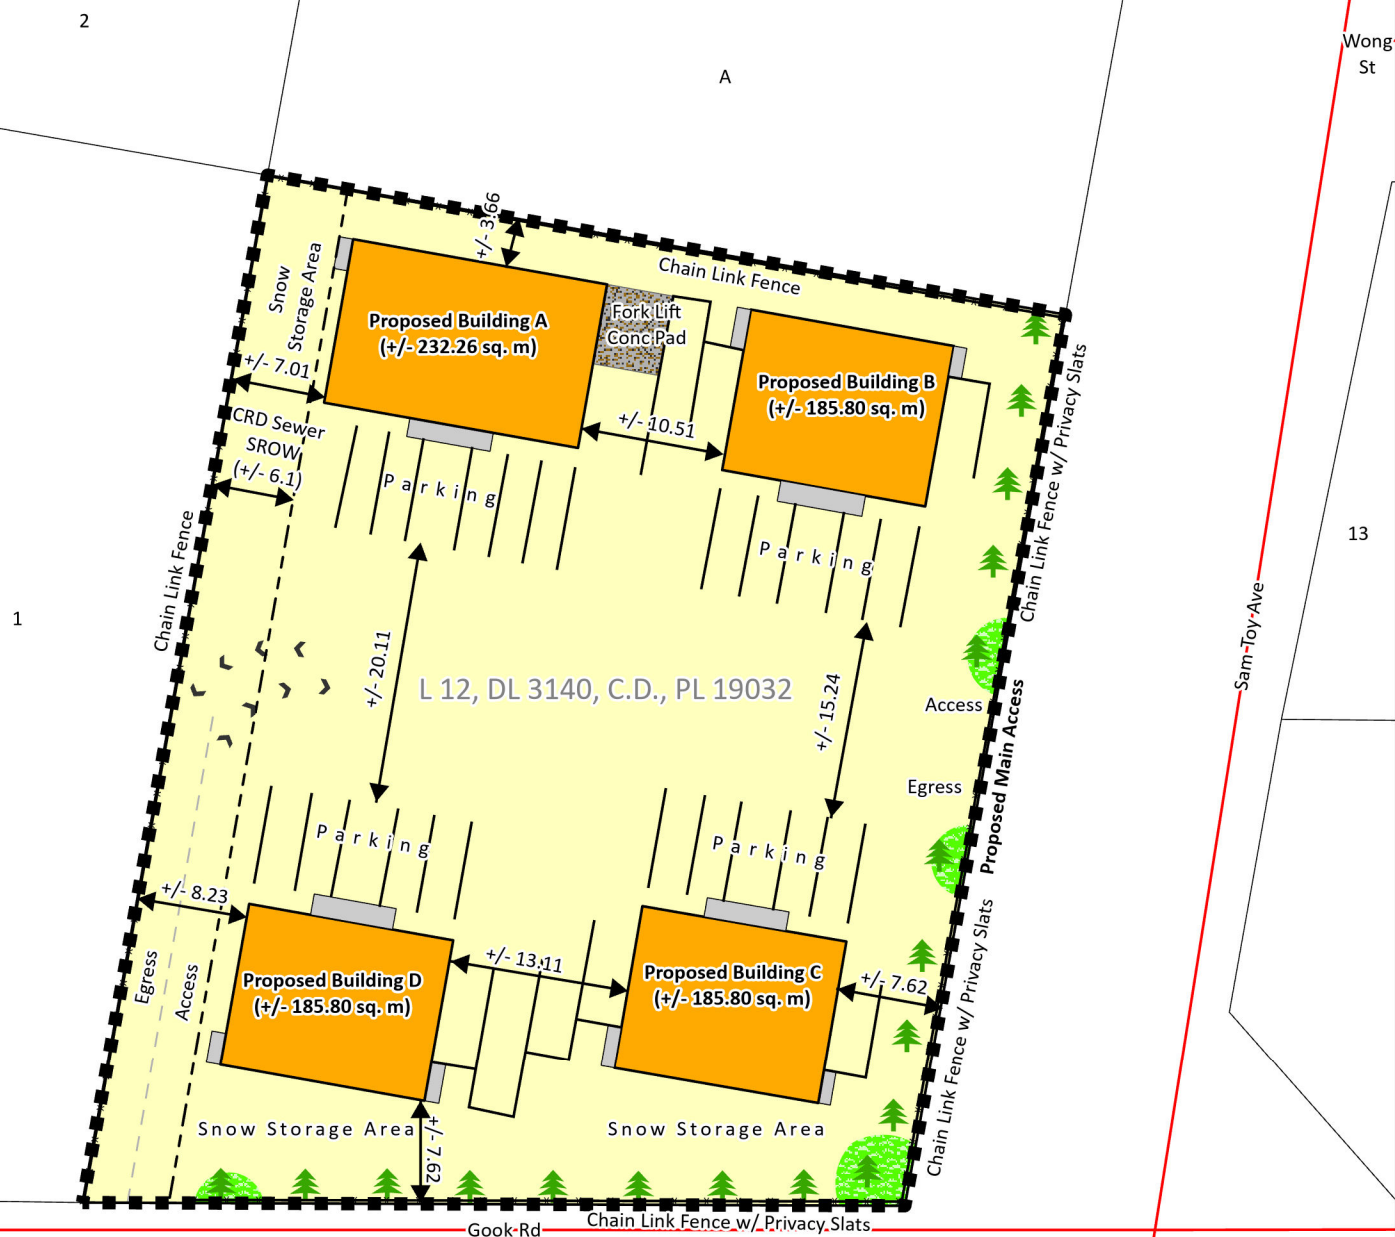 2
A
Wong
St
+/- 3.66
Chain Link Fence
Snow
Storage Area
Fork Lift
Conc Pad
Proposed Building A
(+/- 232.26 sq. m)
Proposed Building B
(+/- 185.80 sq. m)
+/- 7.01
+/- 10.51
CRD Sewer
SROW
(+/- 6.1)
Parking
Parking
Chain Link Fence w/ Privacy Slats
13
Chain Link Fence
1
Sam-Toy-Ave
+/- 20.11
L 12, DL 3140, C.D., PL 19032
+/- 15.24
Access
Egress
Proposed Main Access
Parking
Parking
+/- 8.23
+/- 13.11
+/- 7.62
Egress
Access
Proposed Building D
(+/- 185.80 sq. m)
Proposed Building C
(+/- 185.80 sq. m)
Chain Link Fence w/ Privacy Slats
Snow Storage Area
+/- 7.62
Snow Storage Area
Chain Link Fence w/ Privacy Slats
Gook Rd